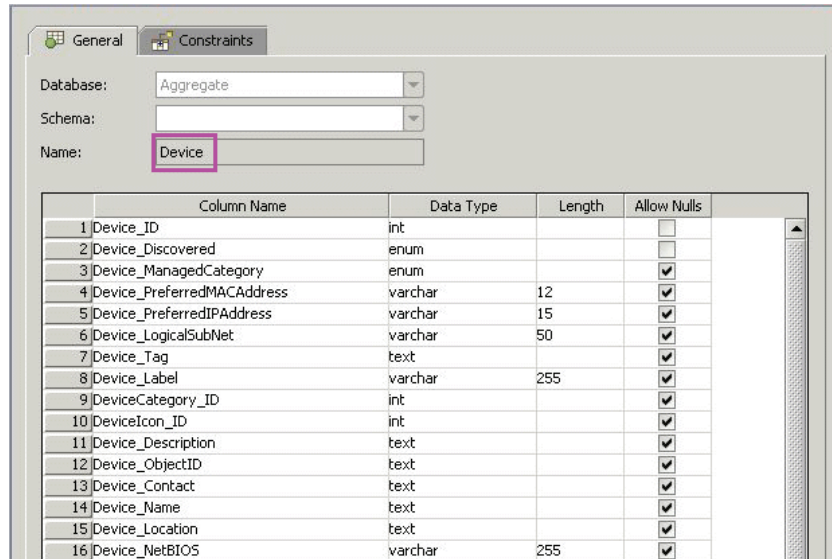 General Constraints
Database: Aggregate
Schema:
Name: Device
Column Name Data Type Length Allow Nulls
1 Device_ID int
2 Device_Discovered enum
3 Device_ManagedCategory enum
4 Device_PreferredMACAddress varchar 12
5 Device_PreferredIPAddress varchar 15
6 Device_LogicalSubNet varchar 50
7 Device_Tag text
8 Device_Label varchar 255
9 DeviceCategory_ID int
10 DeviceIcon_ID int
11 Device_Description text
12 Device_ObjectID text
13 Device_Contact text
14 Device_Name text
15 Device_Location text
16 Device_NetBIOS varchar 255